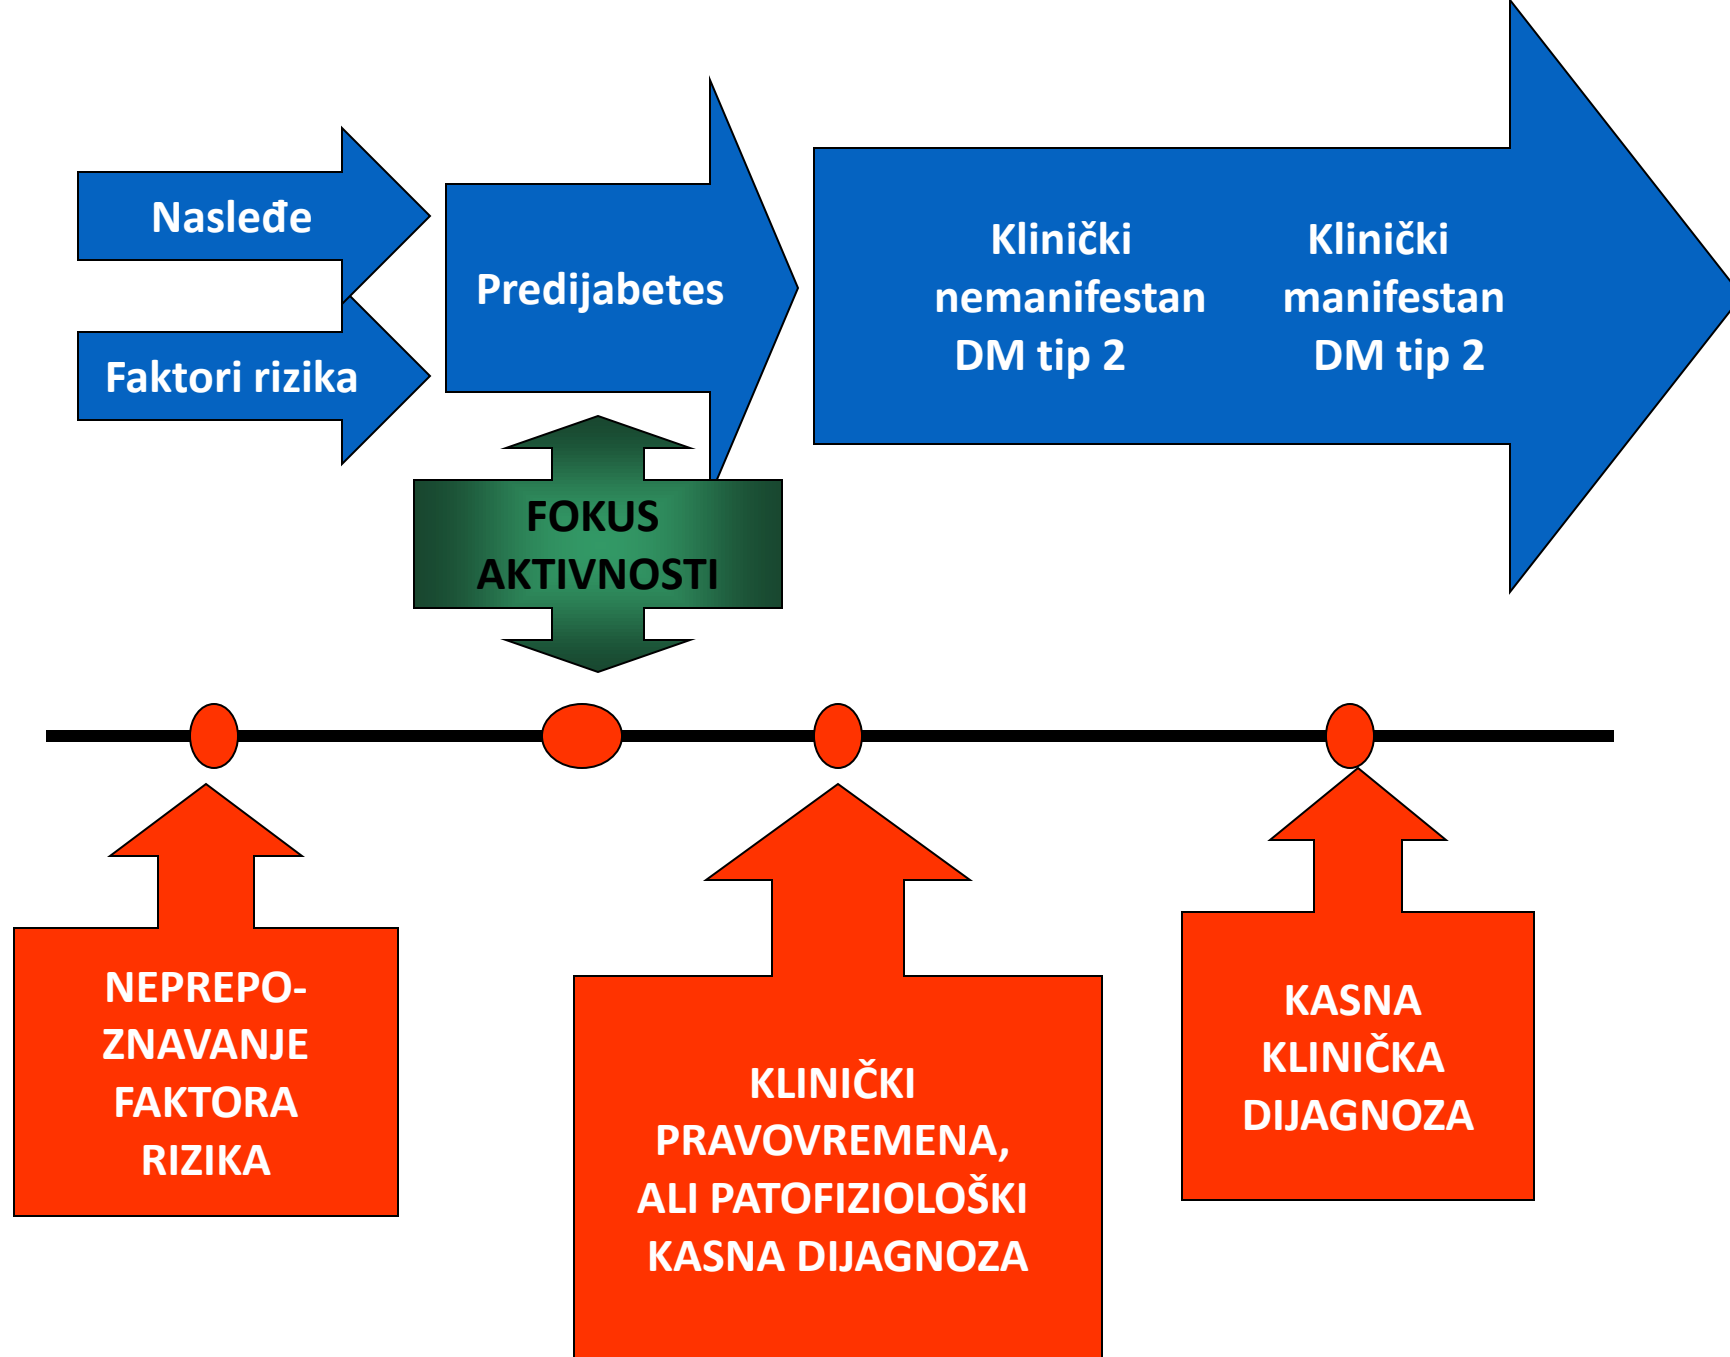 Nasleđe
Faktori rizika
Predijabetes
Klinički
nemanifestan
DM tip 2
Klinički
manifestan
DM tip 2
FOKUS
AKTIVNOSTI
NEPREPO-
ZNAVANJE
FAKTORA
RIZIKA
KLINIČKI
PRAVOVREMENA,
ALI PATOFIZIOLOŠKI
KASNA DIJAGNOZA
KASNA
KLINIČKA
DIJAGNOZA